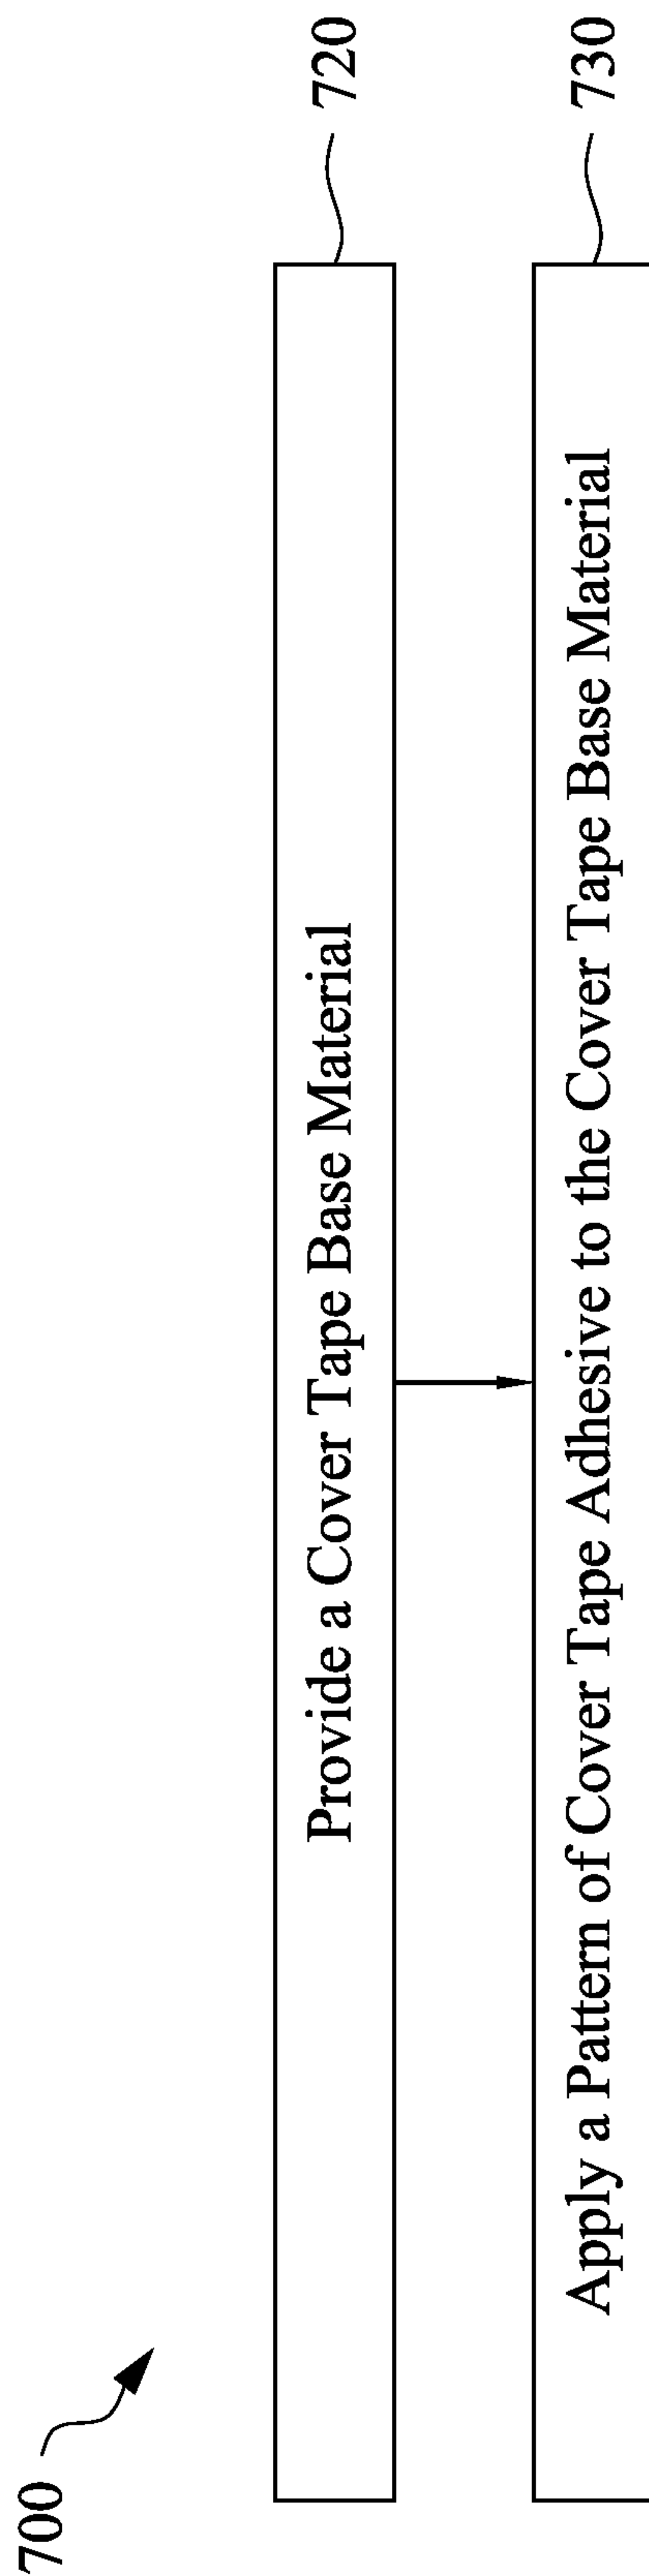 700
Provide a Cover Tape Base Material
720
Apply a Pattern of Cover Tape Adhesive to the Cover Tape Base Material
730